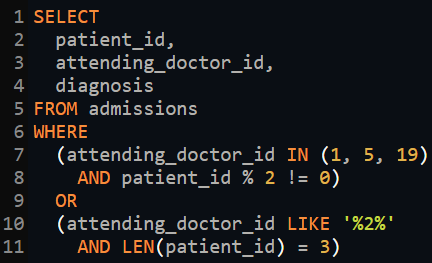 1 SELECT
2   patient_id,
3   attending_doctor_id,
4   diagnosis
5 FROM admissions
6 WHERE
7   (attending_doctor_id IN (1, 5, 19)
8     AND patient_id % 2 != 0)
9   OR
10   (attending_doctor_id LIKE '%2%'
11     AND LEN(patient_id) = 3)